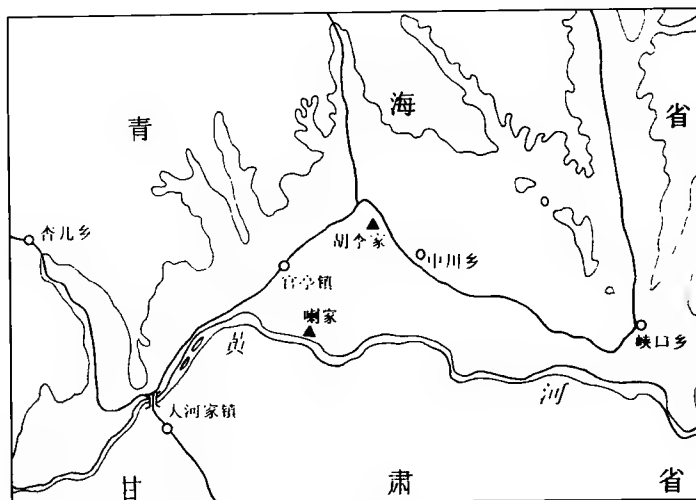 青 海 省
杏儿乡
胡李家
中川乡
官亭镇
喇家
黄 河
峡口乡
大河家镇
甘 肃 省